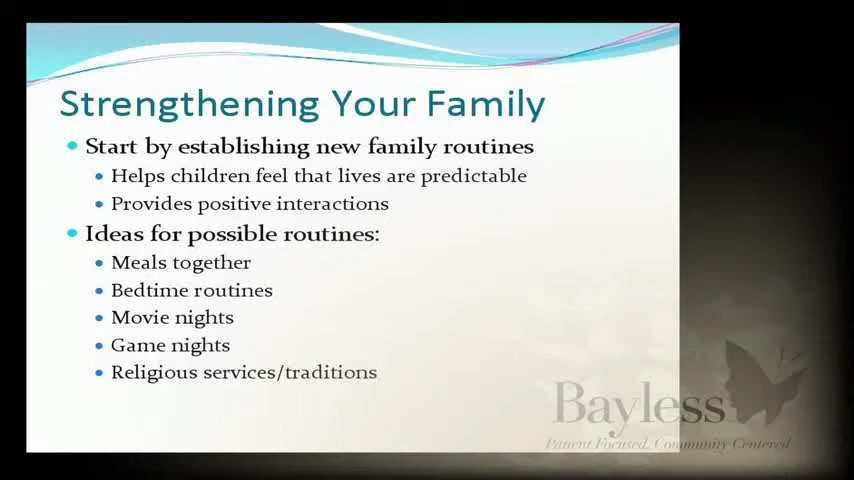 Strengthening Your Family
Start by establishing new family routines
Helps children feel that lives are predictable
Provides positive interactions
Ideas for possible routines:
Meals together
Bedtime routines
Movie nights
Game nights
Religious services/traditions
Bayless
Patient Focused, Community Centered